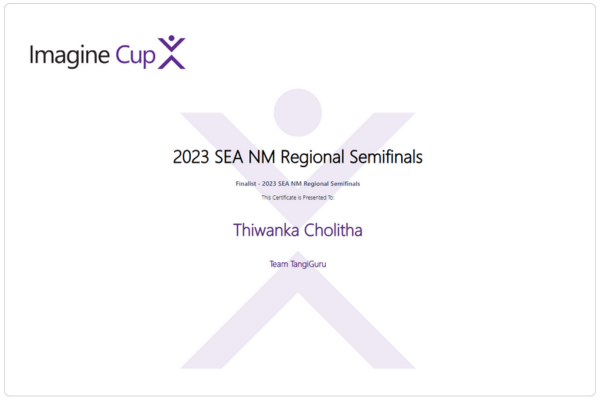 Imagine Cup
2023 SEA NM Regional Semifinals
Finalist - 2023 SEA NM Regional Semifinals
This Certificate is Presented To:
Thiwanka Cholitha
Team TangiGuru